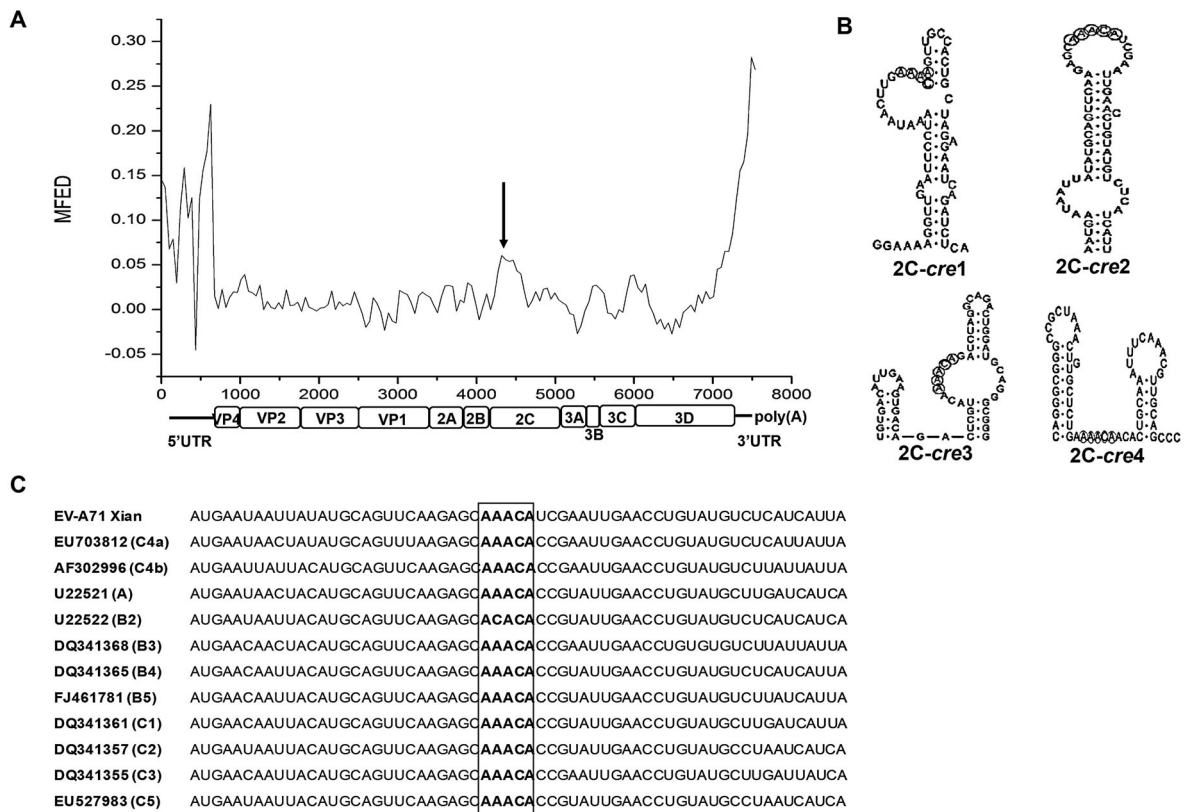 A
B
MFED
0.30
0.25
0.20
0.15
0.10
0.05
0.00
-0.05
0 1000 2000 3000 4000 5000 6000 7000 8000
VP4 VP2 VP3 VP1 2A 2B 2C 3A 3C 3D poly(A)
5'UTR 3B 3'UTR
2C-cre1
2C-cre2
2C-cre3
2C-cre4
C
EV-A71 Xian AUGAAUAAUUAUAUGCAGUUCAAGAGCAAACAUCGAAUUGAACCUGUAUGUCUCAUCAUUA
EU703812 (C4a) AUGAAUAACUAUAUGCAGUUUAAGAGCAAACACCGAAUUGAACCUGUAUGUCUCAUUAUUA
AF302996 (C4b) AUGAAUUAUUACAUGCAGUUCAAGAGCAAACACCGAAUUGAACCUGUAUGUCUUAUUAUUA
U22521 (A) AUGAAUAACUAUAUGCAGUUCAAGAGCAAACACCGUAUUGAACCUGUAUGCUUGAUCAUCA
U22522 (B2) AUGAAUAAUUACAUGCAGUUCAAGAGCACACACCGUAUUGAACCUGUAUGUCUCAUCAUCA
DQ341368 (B3) AUGAACAACUAUAUGCAGUUCAAGAGCAAACACCGAAUUGAACCUGUGUGUCUUAUUAUUA
DQ341365 (B4) AUGAACAAUUACAUGCAGUUCAAGAGCAAACACCGUAUUGAACCUGUAUGUCUCAUCAUUA
FJ461781 (B5) AUGAACAAUUACAUGCAGUUCAAGAGCAAACACCGUAUUGAACCUGUAUGUCUUAUCAUUA
DQ341361 (C1) AUGAACAAUUACAUGCAGUUCAAGAGCAAACACCGUAUUGAACCUGUAUGCUUGAUCAUUA
DQ341357 (C2) AUGAACAAUUACAUGCAGUUCAAGAGCAAACACCGUAUUGAACCUGUAUGCCUAAUCAUCA
DQ341355 (C3) AUGAACAAUUACAUGCAGUUCAAGAGCAAACACCGAAUUGAACCUGUAUGCUUGAUUAUCA
EU527983 (C5) AUGAAUAAUUACAUGCAGUUCAAGAGCAAACACCGUAUUGAACCUGUAUGCCUAAUCAUCA